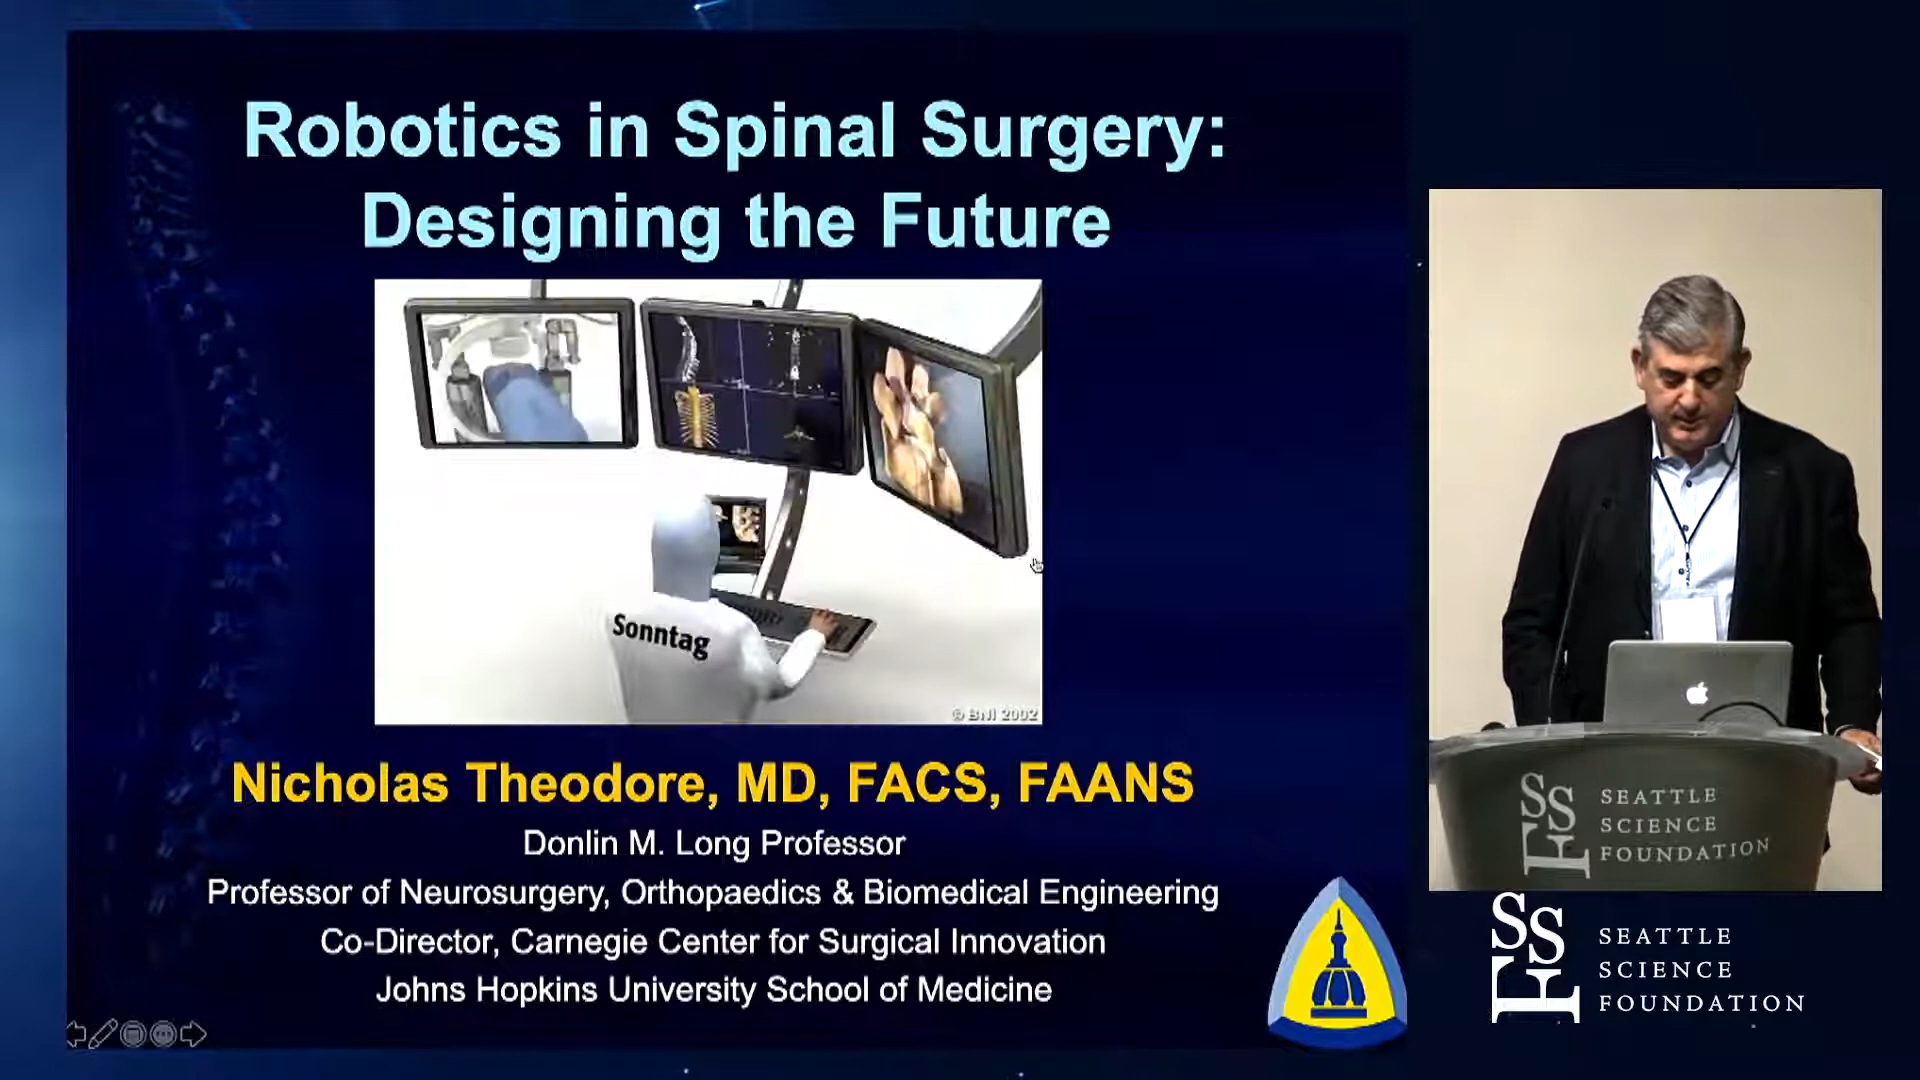 Robotics in Spinal Surgery:
Designing the Future
Sonntag
© BNI 2002
Nicholas Theodore, MD, FACS, FAANS
Donlin M. Long Professor
Professor of Neurosurgery, Orthopaedics & Biomedical Engineering
Co-Director, Carnegie Center for Surgical Innovation
Johns Hopkins University School of Medicine
SSF
SEATTLE
SCIENCE
FOUNDATION
SSF
SEATTLE
SCIENCE
FOUNDATION